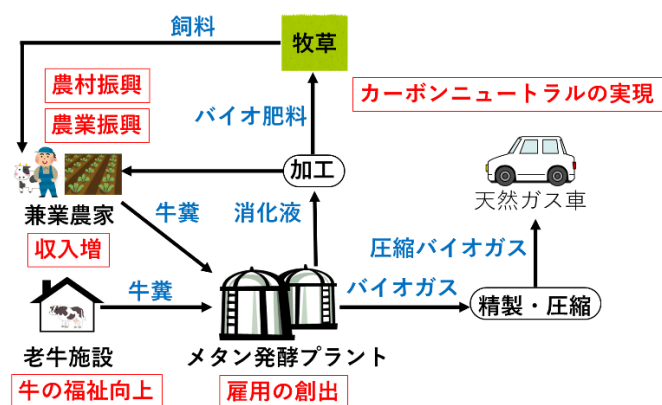 飼料
牧草
農村振興
農業振興
カーボンニュートラルの実現
バイオ肥料
加工
兼業農家
牛糞
消化液
天然ガス車
収入増
圧縮バイオガス
牛糞
バイオガス
精製・圧縮
老牛施設
メタン発酵プラント
牛の福祉向上
雇用の創出